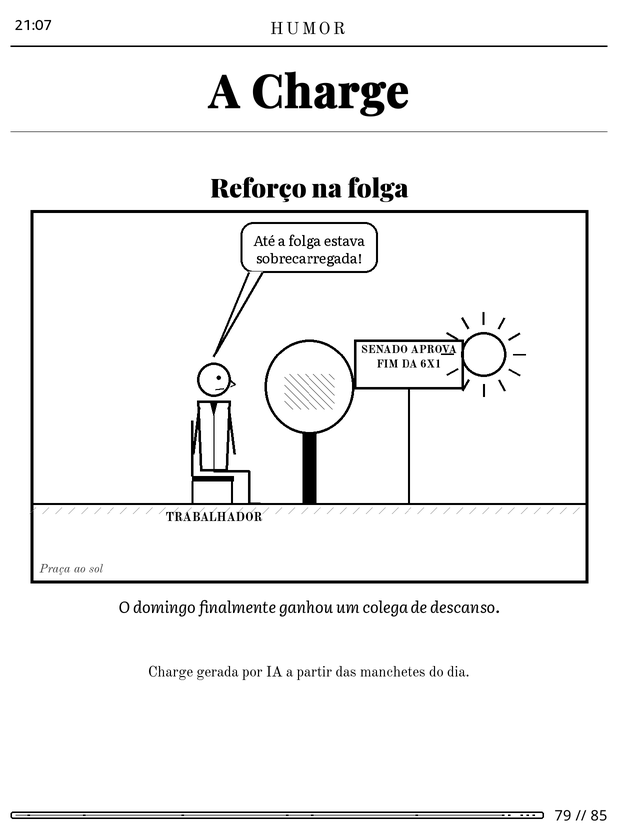 21:07
HUMOR
A Charge
Reforço na folga
Até a folga estava
sobrecarregada!
SENADO APROVA
FIM DA 6X1
TRABALHADOR
Praça ao sol
O domingo finalmente ganhou um colega de descanso.
Charge gerada por IA a partir das manchetes do dia.
79 // 85